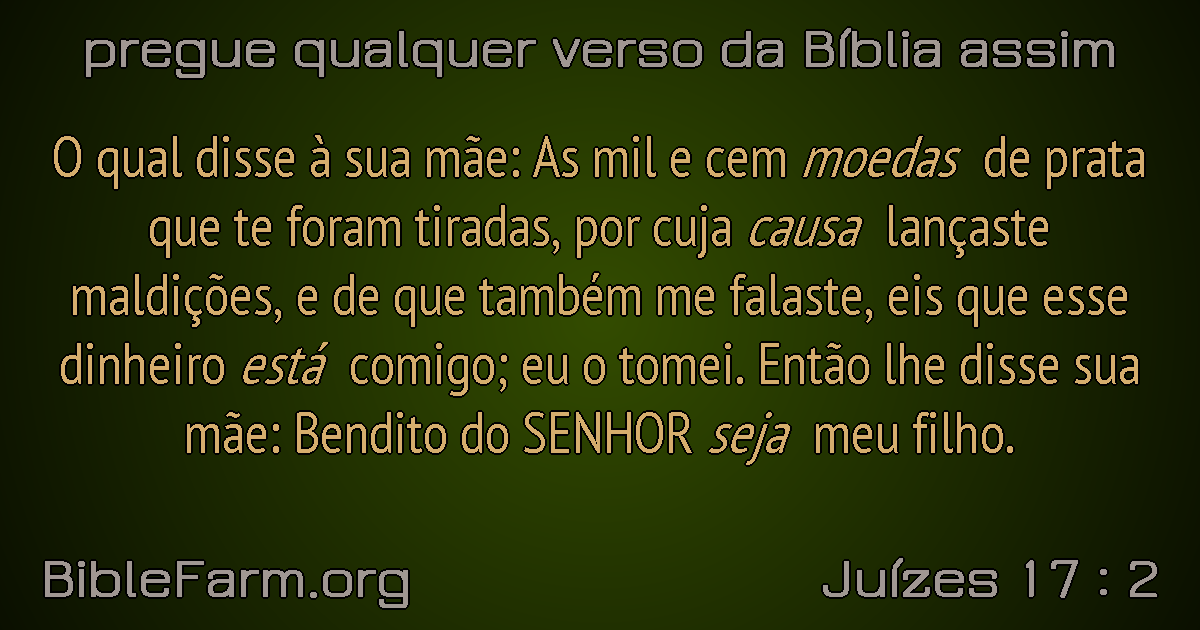 pregue qualquer verso da Bíblia assim
O qual disse à sua mãe: As mil e cem moedas de prata
que te foram tiradas, por cuja causa lançaste
maldições, e de que também me falaste, eis que esse
dinheiro está comigo; eu o tomei. Então lhe disse sua
mãe: Bendito do SENHOR seja meu filho.
BibleFarm.org
Juízes 17 : 2